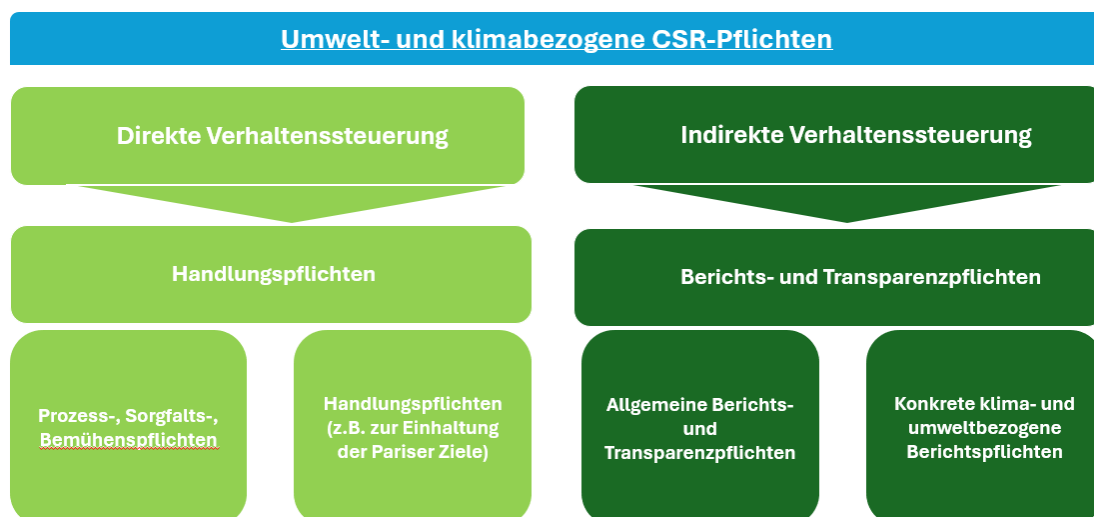 Umwelt- und klimabezogene CSR-Pflichten
Direkte Verhaltenssteuerung
Indirekte Verhaltenssteuerung
Handlungspflichten
Berichts- und Transparenzpflichten
Prozess-, Sorgfalts-,
Bemühenspflichten
Handlungspflichten
(z.B. zur Einhaltung
der Pariser Ziele)
Allgemeine Berichts-
und
Transparenzpflichten
Konkrete klima- und
umweltbezogene
Berichtspflichten